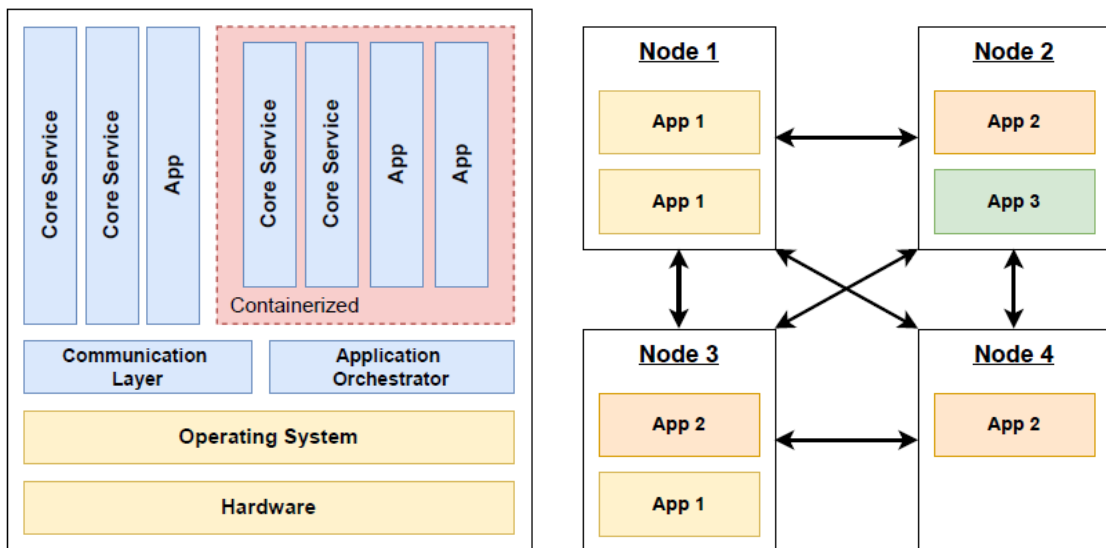 Core Service
Core Service
App
Core Service
Core Service
App
App
Containerized
Communication
Layer
Application
Orchestrator
Operating System
Hardware
Node 1
App 1
App 1
Node 2
App 2
App 3
Node 3
App 2
App 1
Node 4
App 2